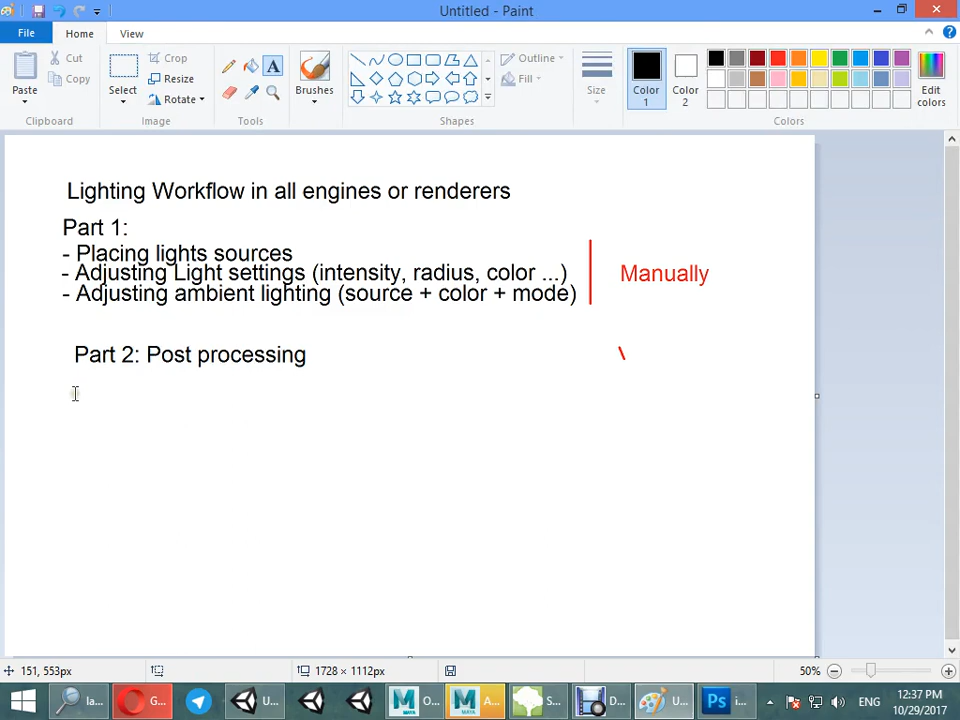 Untitled - Paint
File Home View
Paste Cut Copy Select Crop Resize Rotate Brushes Outline Fill Size Color 1 Color 2 Edit colors
Clipboard Image Tools Shapes Colors
Lighting Workflow in all engines or renderers
Part 1:
- Placing lights sources
- Adjusting Light settings (intensity, radius, color ...)
- Adjusting ambient lighting (source + color + mode)
Manually
Part 2: Post processing
151, 553px 1728 × 1112px 50%
la... G... U... O... A... S... D... U... i... ENG 12:37 PM
10/29/2017